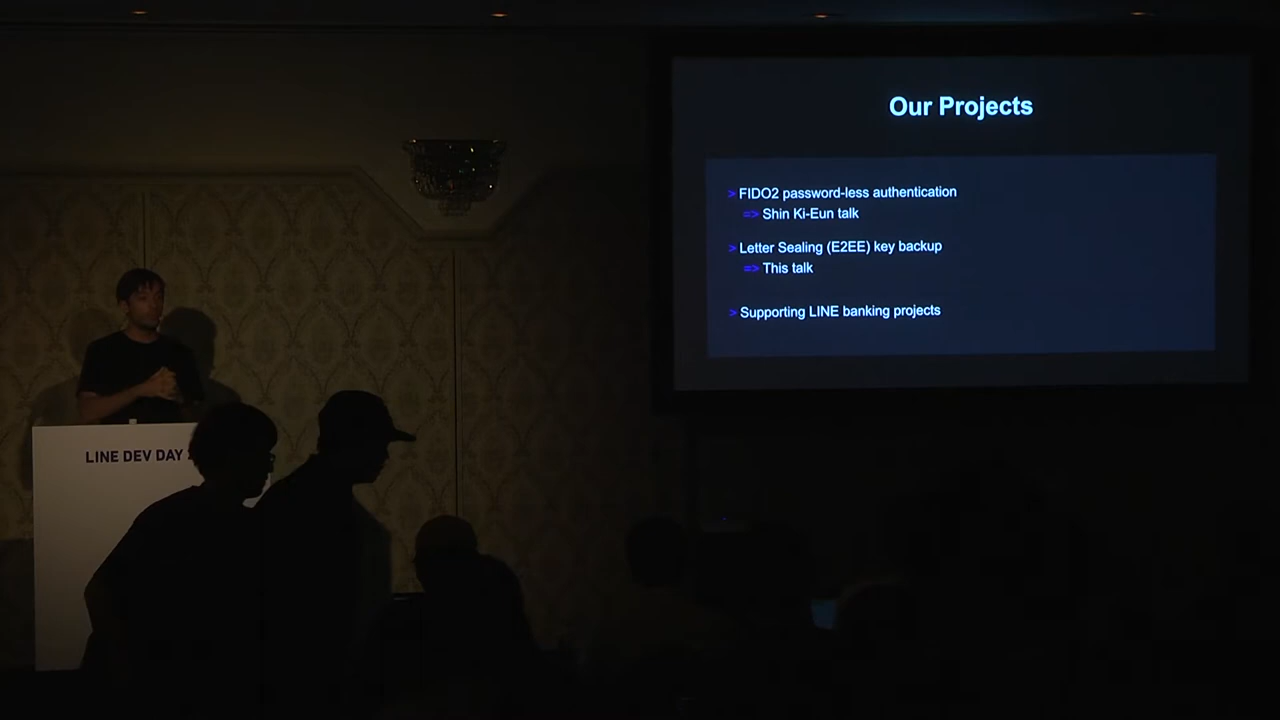 Our Projects
> FIDO2 password-less authentication
=> Shin Ki-Eun talk
> Letter Sealing (E2EE) key backup
=> This talk
> Supporting LINE banking projects
LINE DEV DAY